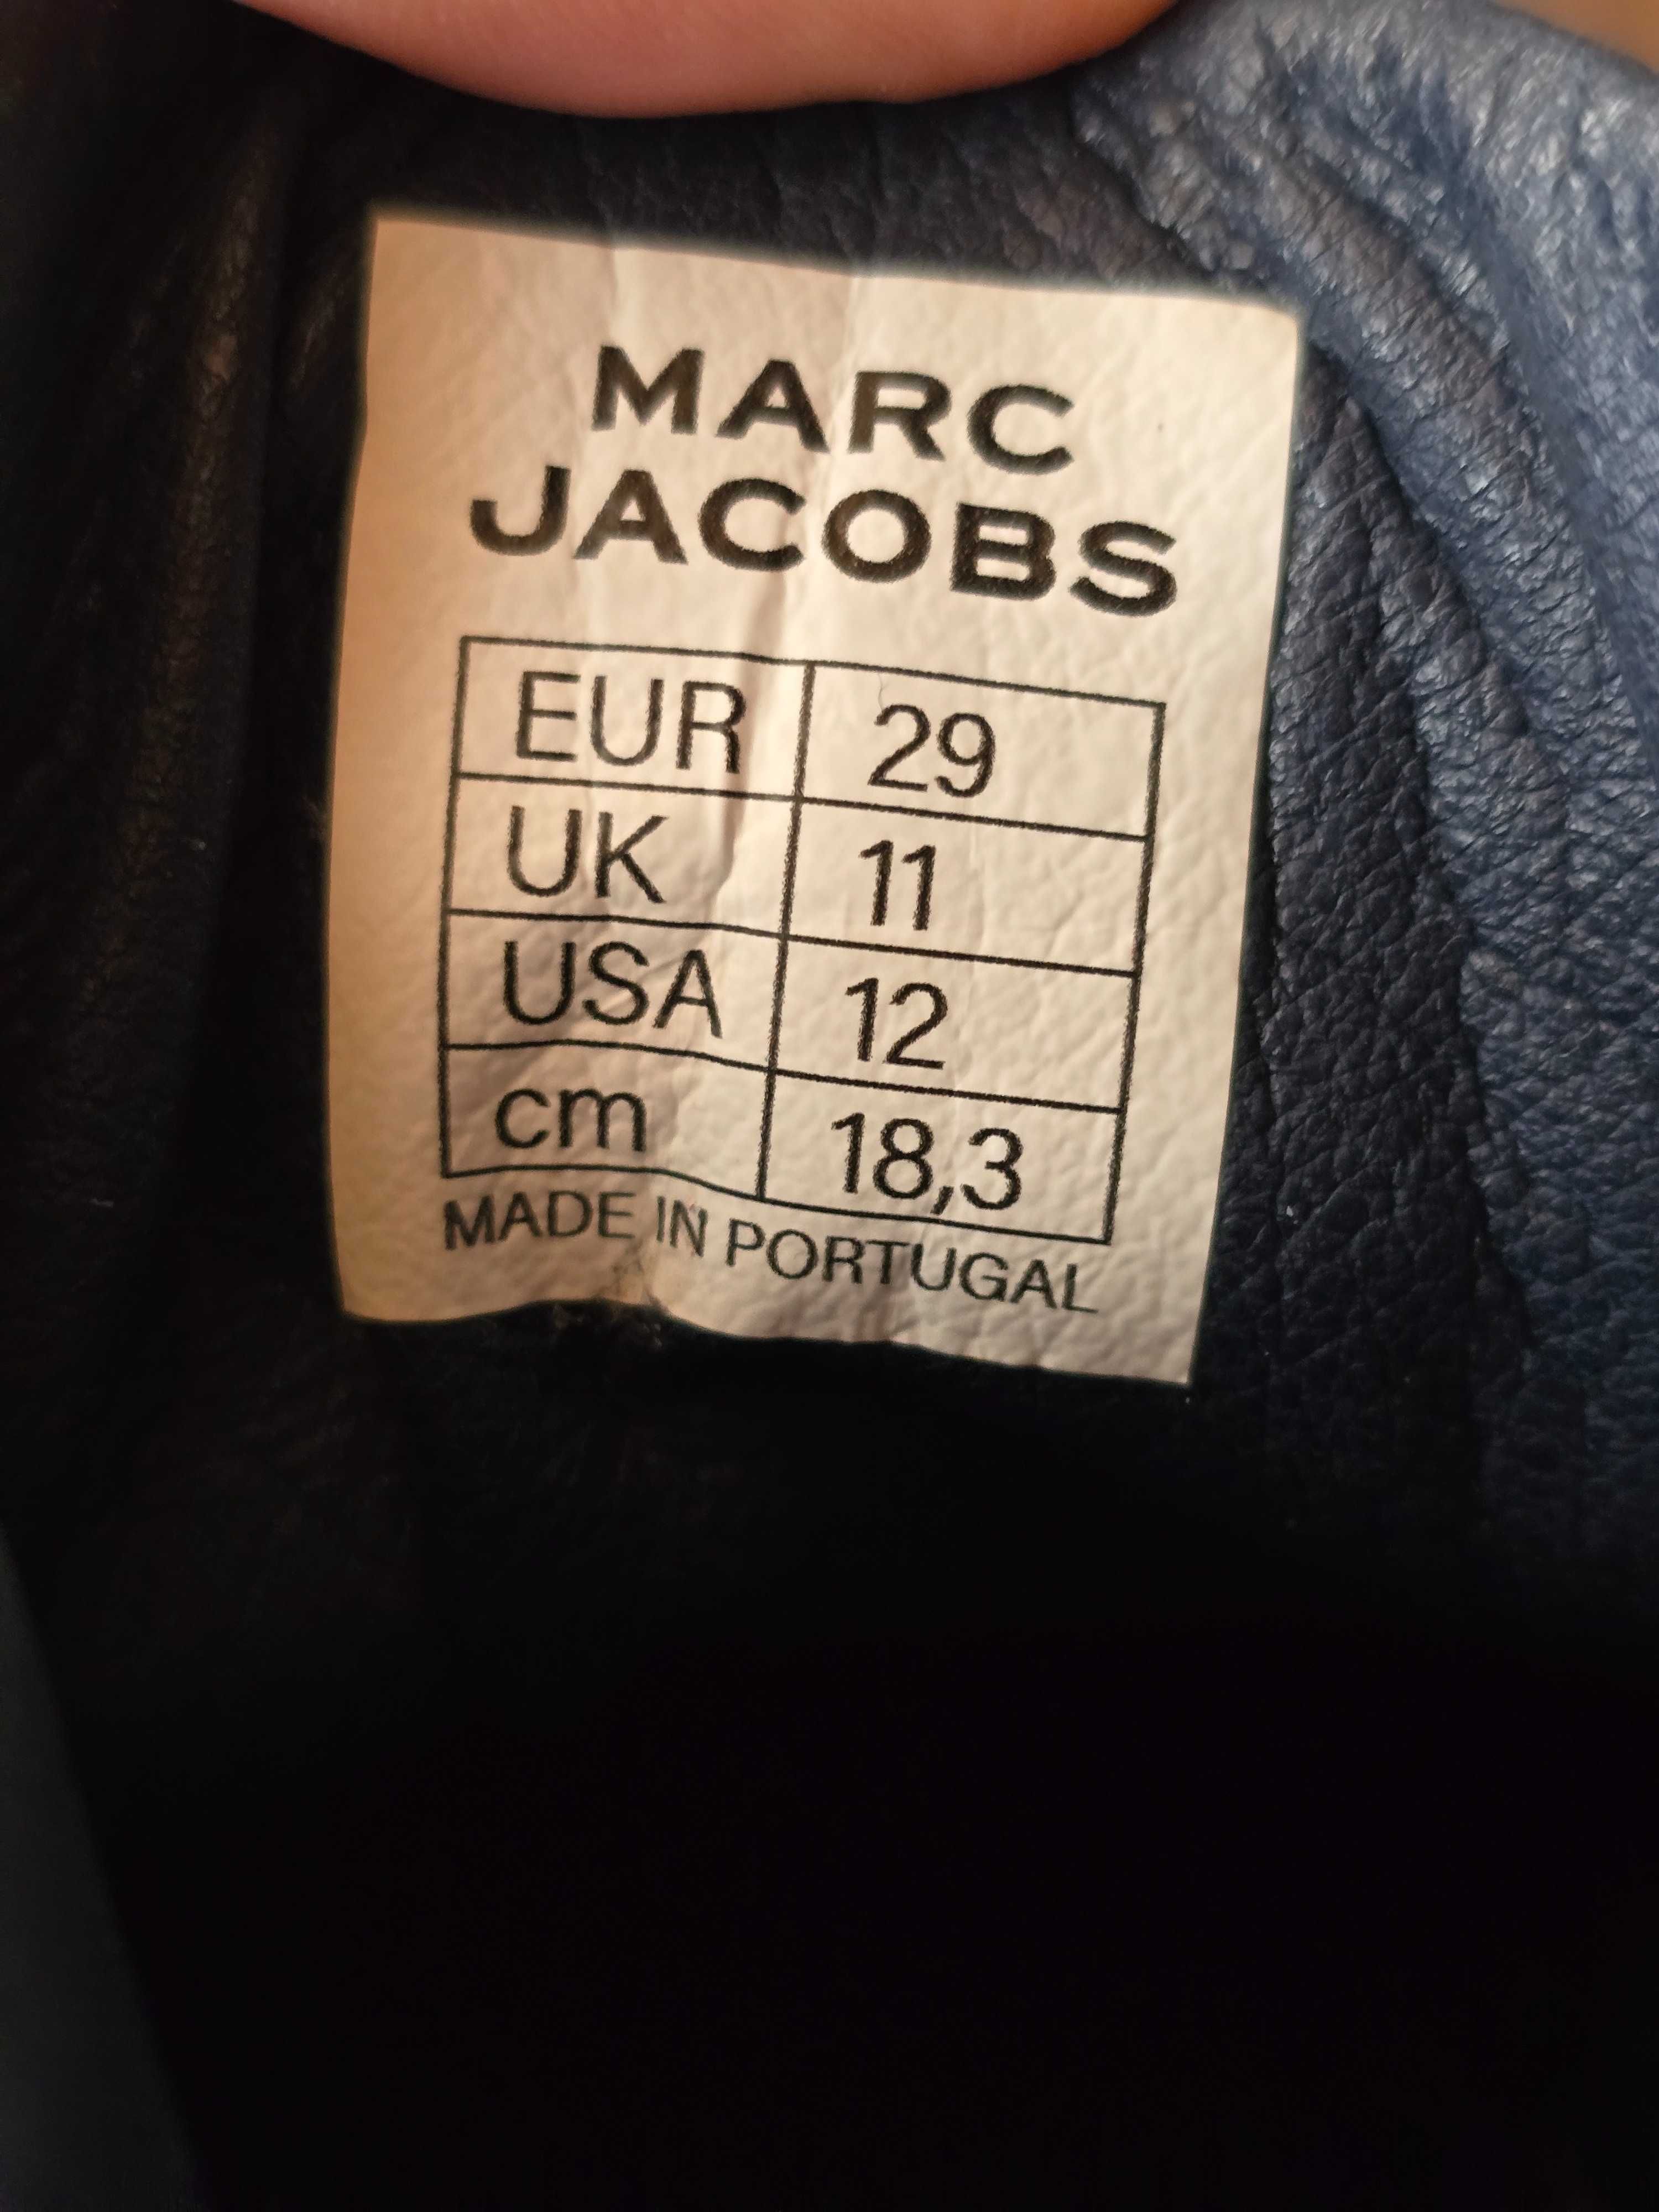 MARC
JACOBS
EUR 29
UK 11
USA 12
cm 18,3
MADE IN PORTUGAL